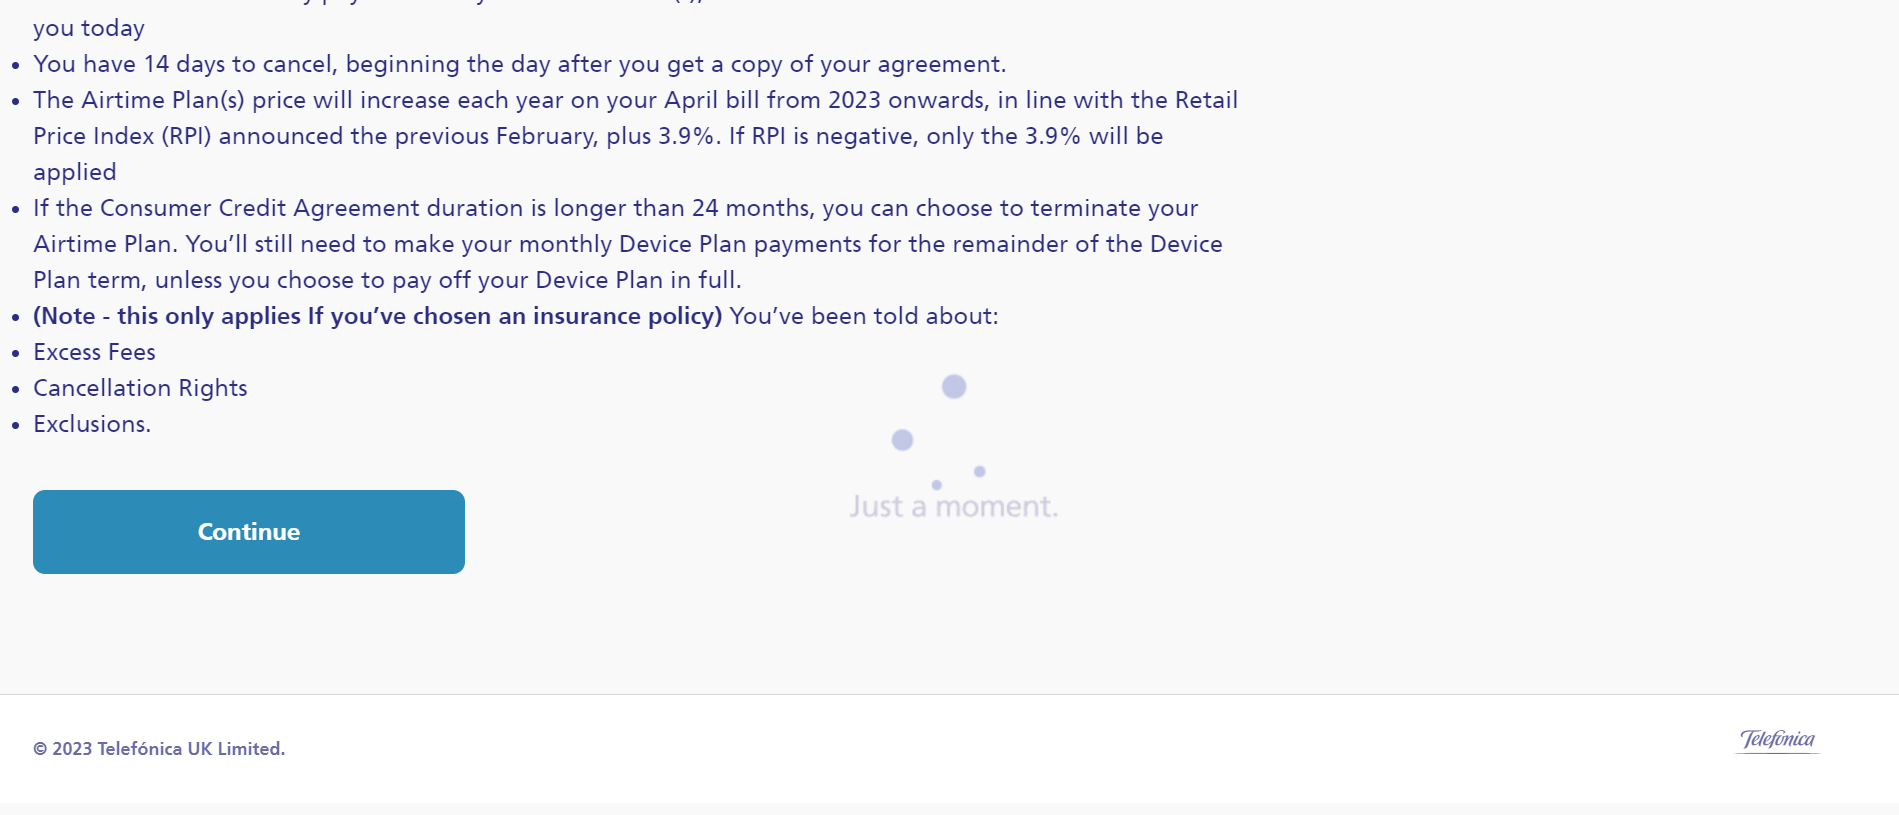 you today
• You have 14 days to cancel, beginning the day after you get a copy of your agreement.
• The Airtime Plan(s) price will increase each year on your April bill from 2023 onwards, in line with the Retail
Price Index (RPI) announced the previous February, plus 3.9%. If RPI is negative, only the 3.9% will be
applied
• If the Consumer Credit Agreement duration is longer than 24 months, you can choose to terminate your
Airtime Plan. You’ll still need to make your monthly Device Plan payments for the remainder of the Device
Plan term, unless you choose to pay off your Device Plan in full.
• (Note - this only applies If you’ve chosen an insurance policy) You’ve been told about:
• Excess Fees
• Cancellation Rights
• Exclusions.
Just a moment.
Continue
© 2023 Telefónica UK Limited.
Telefónica